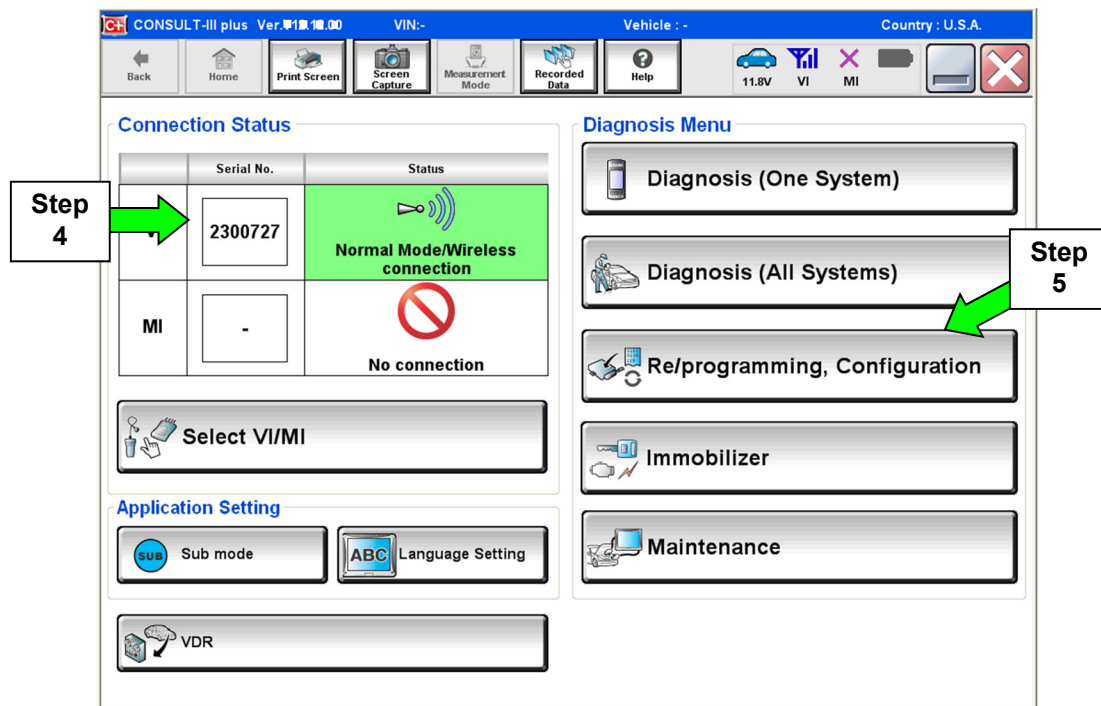 CONSULT-III plus Ver. VIN:- Vehicle : - Country : U.S.A.
Back
Home
Print Screen
Screen Capture
Measurement Mode
Recorded Data
Help
11.8V
VI
MI
Connection Status
Serial No.
Status
2300727
Normal Mode/Wireless
connection
MI
-
No connection
Select VI/MI
Application Setting
SUB
Sub mode
ABC
Language Setting
VDR
Diagnosis Menu
Diagnosis (One System)
Diagnosis (All Systems)
Re/programming, Configuration
Immobilizer
Maintenance
Step
4
Step
5